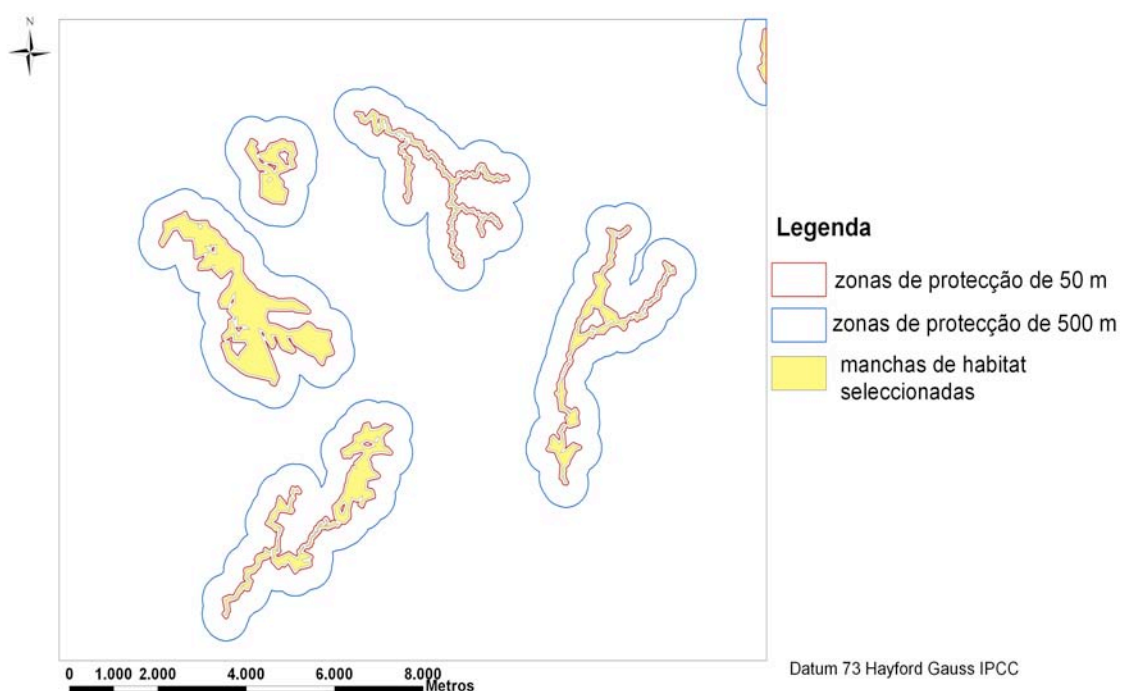 N
Legenda
zonas de protecção de 50 m
zonas de protecção de 500 m
manchas de habitat
seleccionadas
0 1.000 2.000 4.000 6.000 8.000
Metros
Datum 73 Hayford Gauss IPCC